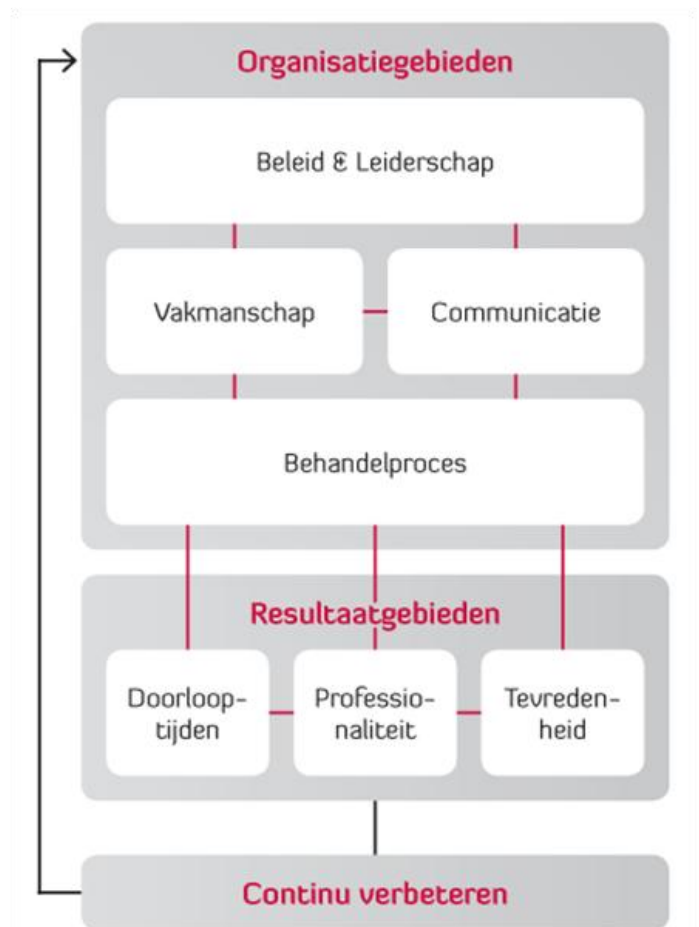 Organisatiegebieden
Beleid & Leiderschap
Vakmanschap
Communicatie
Behandelproces
Resultaatgebieden
Doorloop-
tijden
Professio-
naliteit
Tevreden-
heid
Continu verbeteren